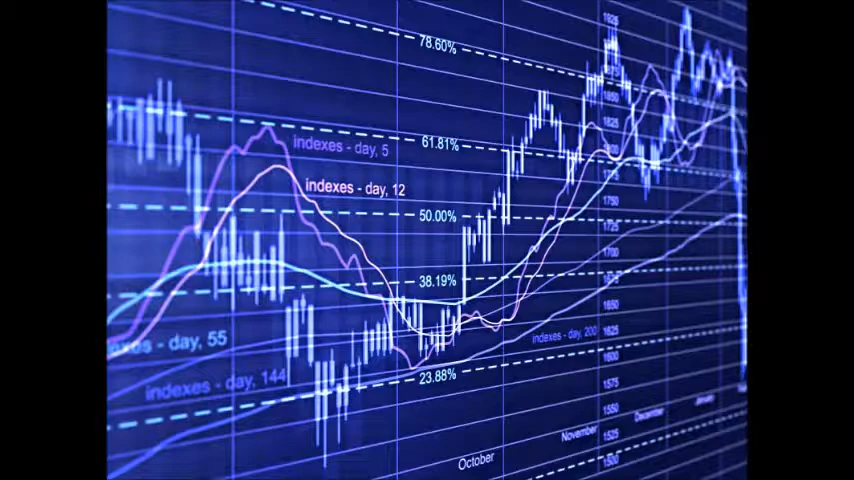 78.60%
61.81%
indexes - day, 5
indexes - day, 12
50.00%
38.19%
indexes - day, 200
xes - day, 55
indexes - day, 144
23.88%
1925
1850
1825
1750
1725
1700
1650
1625
1600
1575
1550
1525
1500
October
November
December
January